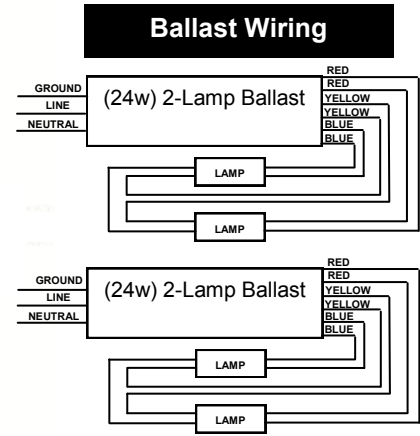 Ballast Wiring
GROUND
LINE
NEUTRAL
(24w) 2-Lamp Ballast
RED
RED
YELLOW
YELLOW
BLUE
BLUE
LAMP
LAMP
GROUND
LINE
NEUTRAL
(24w) 2-Lamp Ballast
RED
RED
YELLOW
YELLOW
BLUE
BLUE
LAMP
LAMP